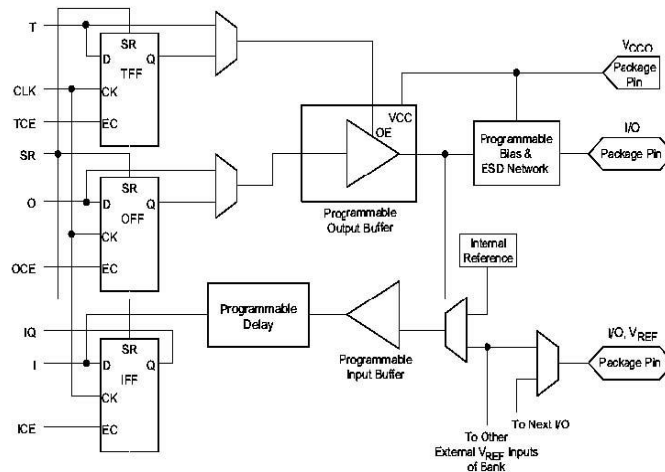 T
SR
D
Q
TFF
CLK
CK
TCE
EC
SR
SR
O
D
Q
OFF
CK
OCE
EC
IQ
SR
I
D
Q
IFF
CK
ICE
EC
VCC
OE
Programmable
Output Buffer
VCCO
Package
Pin
Programmable
Bias &
ESD Network
I/O
Package Pin
Internal
Reference
Programmable
Delay
Programmable
Input Buffer
I/O, VREF
Package Pin
To Next I/O
To Other
External VREF Inputs
of Bank